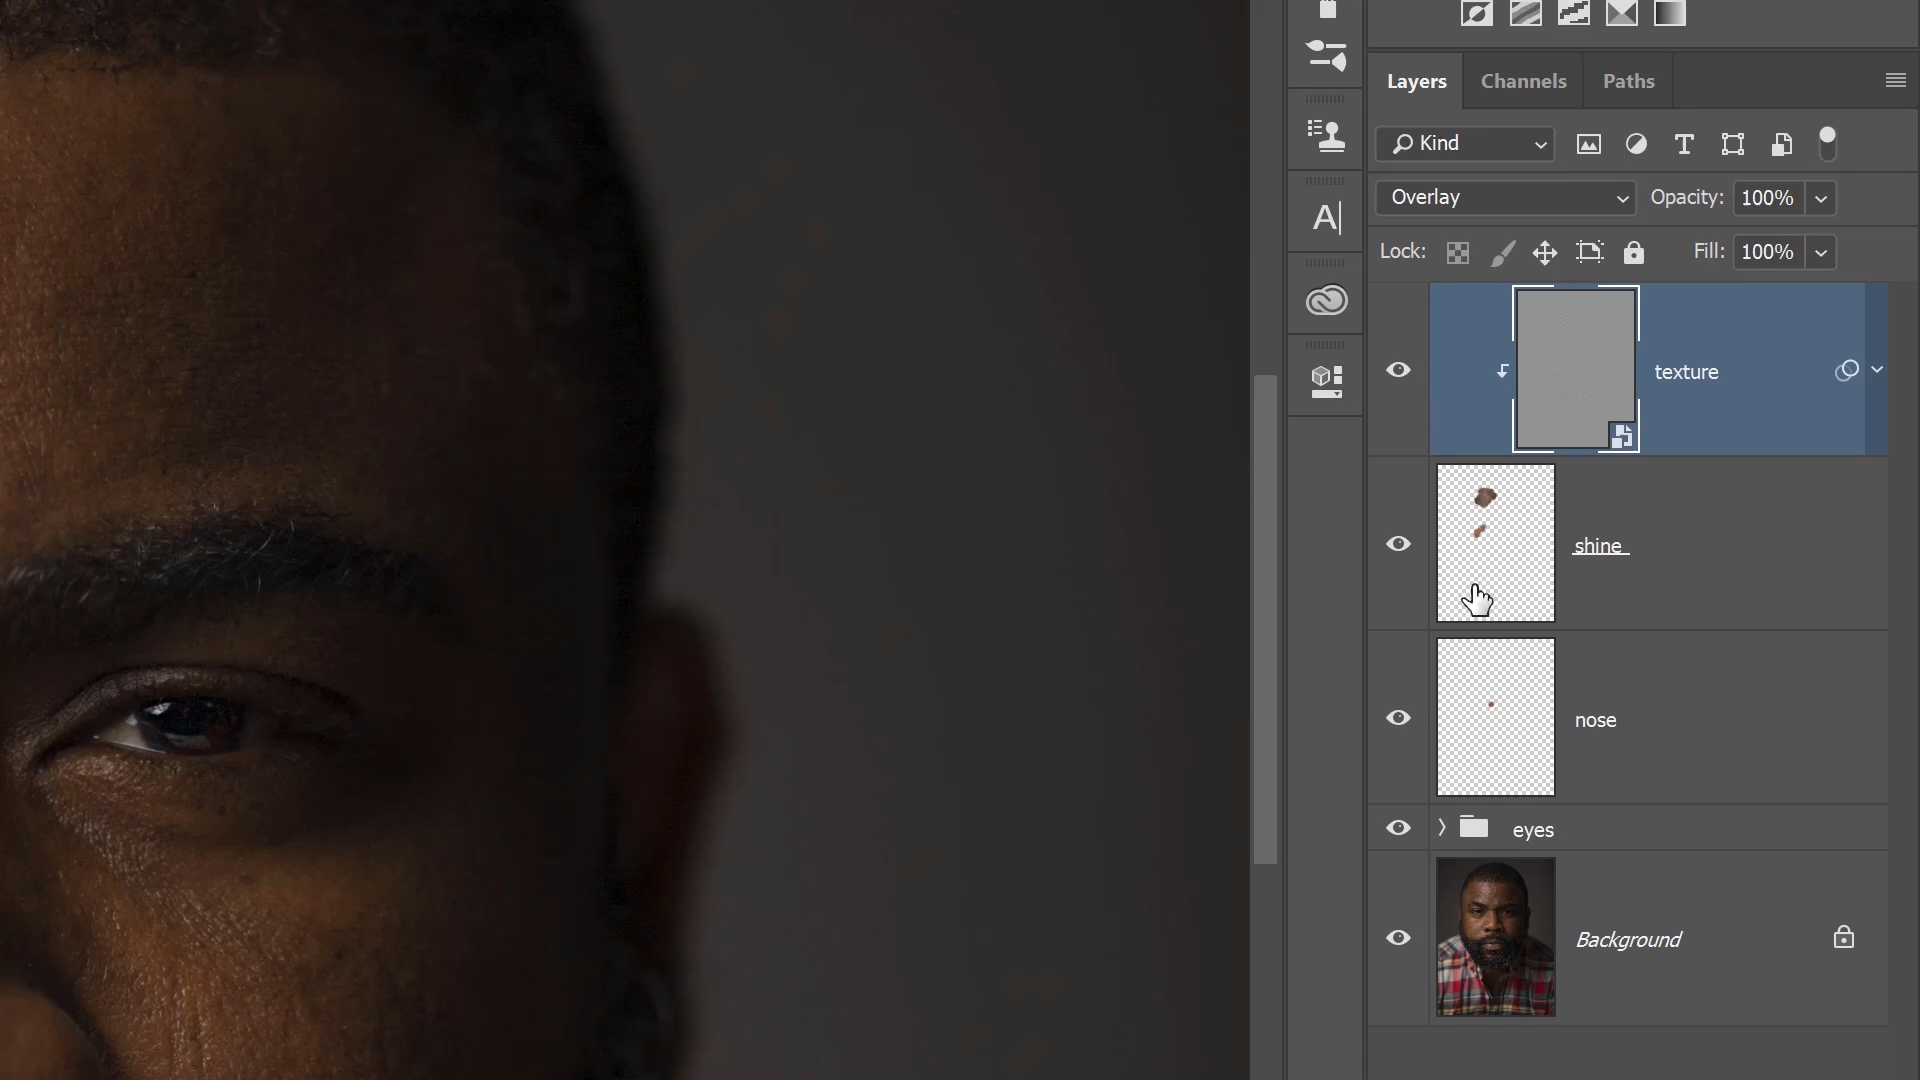 Layers Channels Paths
Kind
Overlay Opacity: 100%
Lock: Fill: 100%
texture
shine
nose
eyes
Background